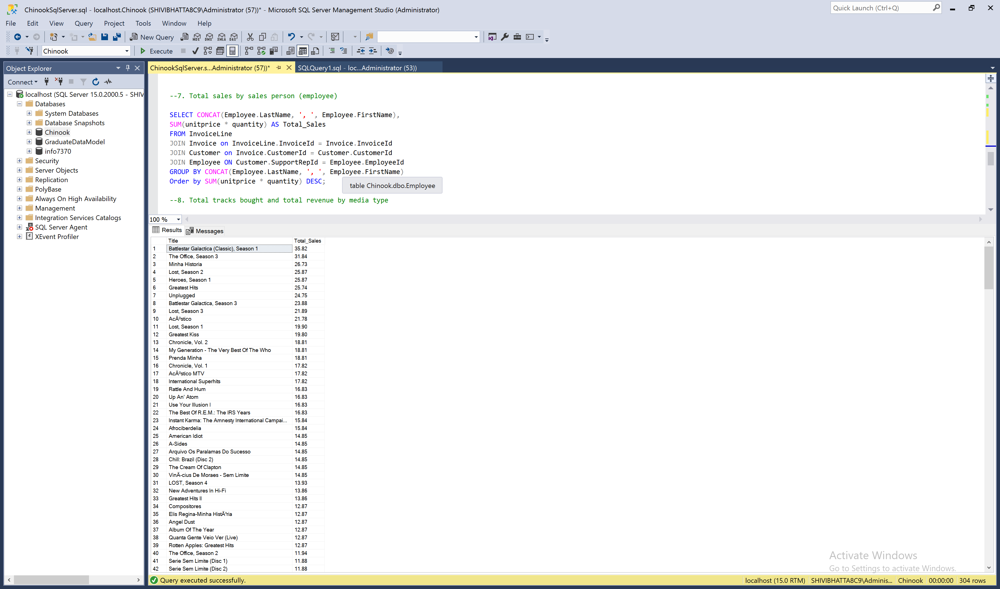 ChinookSqlServer.sql - localhost.Chinook (SHIVIBHATTA8C9\Administrator (57))* - Microsoft SQL Server Management Studio (Administrator)
Quick Launch (Ctrl+Q)
File Edit View Query Project Tools Window Help
New Query MDX DMX XMLA DAX
Chinook Execute
Object Explorer
ChinookSqlServer.s...Administrator (57))* SQLQuery1.sql - loc...Administrator (53))
Connect
localhost (SQL Server 15.0.2000.5 - SHIV
Databases
System Databases
Database Snapshots
Chinook
GraduateDataModel
info7370
Security
Server Objects
Replication
PolyBase
Always On High Availability
Management
Integration Services Catalogs
SQL Server Agent
XEvent Profiler
--7. Total sales by sales person (employee)
SELECT CONCAT(Employee.LastName, ', ', Employee.FirstName),
SUM(unitprice * quantity) AS Total_Sales
FROM InvoiceLine
JOIN Invoice on InvoiceLine.InvoiceId = Invoice.InvoiceId
JOIN Customer on Invoice.CustomerId = Customer.CustomerId
JOIN Employee ON Customer.SupportRepId = Employee.EmployeeId
GROUP BY CONCAT(Employee.LastName, ', ', Employee.FirstName)
Order by SUM(unitprice * quantity) DESC;
table Chinook.dbo.Employee
--8. Total tracks bought and total revenue by media type
100 %
Results Messages
Title Total_Sales
1 Battlestar Galactica (Classic), Season 1 35.82
2 The Office, Season 3 31.84
3 Minha Historia 26.73
4 Lost, Season 2 25.87
5 Heroes, Season 1 25.87
6 Greatest Hits 25.74
7 Unplugged 24.75
8 Battlestar Galactica, Season 3 23.88
9 Lost, Season 3 21.89
10 AcÃºstico 21.78
11 Lost, Season 1 19.90
12 Greatest Kiss 19.80
13 Chronicle, Vol. 2 18.81
14 My Generation - The Very Best Of The Who 18.81
15 Prenda Minha 18.81
16 Chronicle, Vol. 1 17.82
17 AcÃºstico MTV 17.82
18 International Superhits 17.82
19 Rattle And Hum 16.83
20 Up An' Atom 16.83
21 Use Your Illusion I 16.83
22 The Best Of R.E.M.: The IRS Years 16.83
23 Instant Karma: The Amnesty International Campai... 15.84
24 Afrociberdelia 15.84
25 American Idiot 14.85
26 A-Sides 14.85
27 Arquivo Os Paralamas Do Sucesso 14.85
28 Chill: Brazil (Disc 2) 14.85
29 The Cream Of Clapton 14.85
30 VinÃ-cius De Moraes - Sem Limite 14.85
31 LOST, Season 4 13.93
32 New Adventures In Hi-Fi 13.86
33 Greatest Hits II 13.86
34 Compositores 12.87
35 Elis Regina-Minha HistÃ³ria 12.87
36 Angel Dust 12.87
37 Album Of The Year 12.87
38 Quanta Gente Veio Ver (Live) 12.87
39 Rotten Apples: Greatest Hits 12.87
40 The Office, Season 2 11.94
41 Serie Sem Limite (Disc 1) 11.88
42 Serie Sem Limite (Disc 2) 11.88
Activate Windows
Go to Settings to activate Windows.
Query executed successfully. localhost (15.0 RTM) SHIVIBHATTA8C9\Adminis... Chinook 00:00:00 304 rows